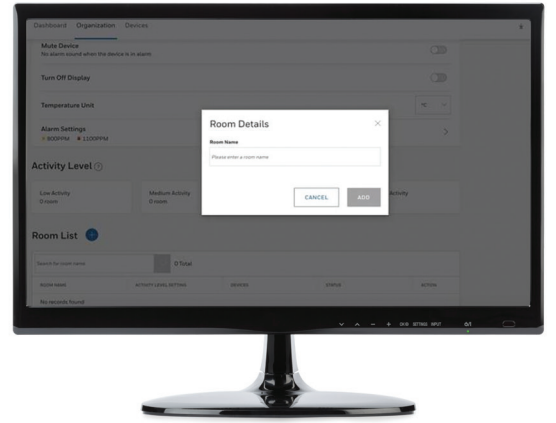 Dashboard Organization Devices
Mute Device
No alarm sound when the device is in alarm
Turn Off Display
Temperature Unit
°C
Alarm Settings
800PPM 1100PPM
Room Details
Room Name
Please enter a room name
CANCEL ADD
Activity Level
Low Activity
0 room
Medium Activity
0 room
Activity
Room List
Search for room name
0 Total
ROOM NAME ACTIVITY LEVEL SETTING DEVICES STATUS ACTION
No records found
SETTINGS INPUT